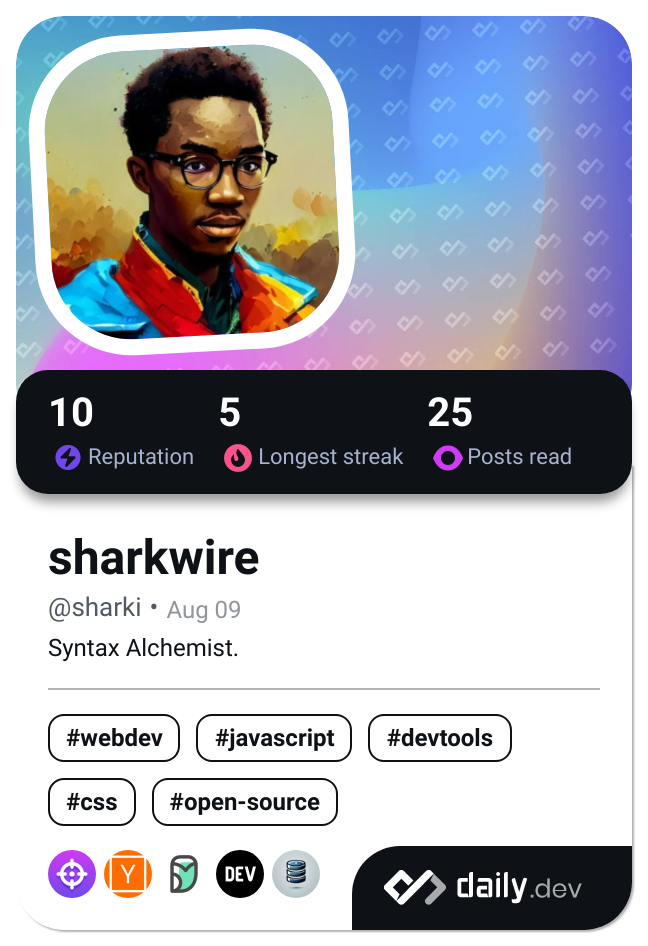 10 5 25
Reputation Longest streak Posts read
sharkwire
@sharki • Aug 09
Syntax Alchemist.
#webdev #javascript #devtools
#css #open-source
Y DEV daily.dev